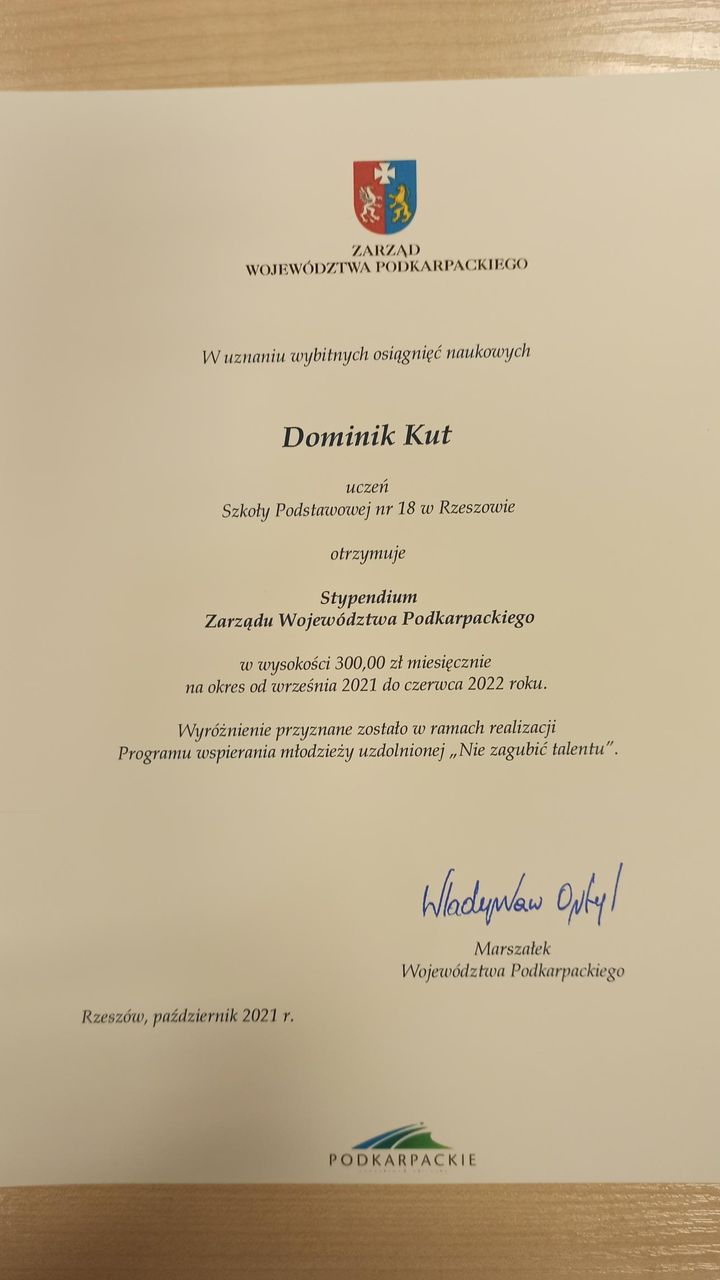 ZARZĄD
WOJEWÓDZTWA PODKARPACKIEGO
W uznaniu wybitnych osiągnięć naukowych
Dominik Kut
uczeń
Szkoły Podstawowej nr 18 w Rzeszowie
otrzymuje
Stypendium
Zarządu Województwa Podkarpackiego
w wysokości 300,00 zł miesięcznie
na okres od września 2021 do czerwca 2022 roku.
Wyróżnienie przyznane zostało w ramach realizacji
Programu wspierania młodzieży uzdolnionej „Nie zagubić talentu”.
Władysław Ortyl
Marszałek
Województwa Podkarpackiego
Rzeszów, październik 2021 r.
PODKARPACKIE